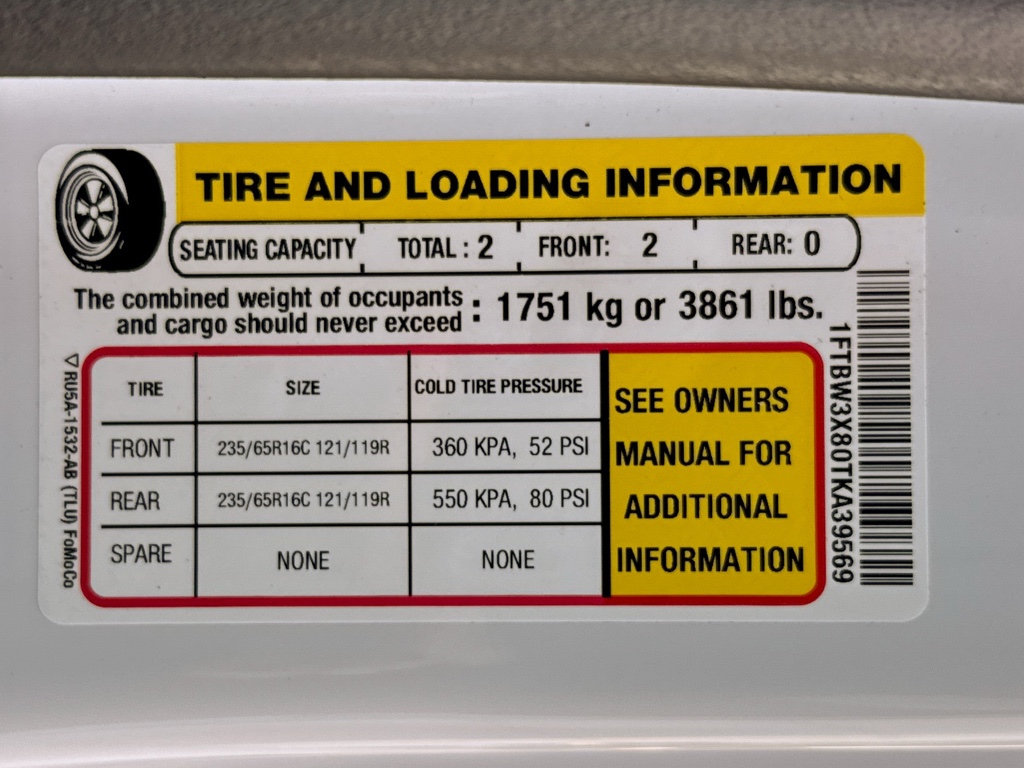 TIRE AND LOADING INFORMATION
SEATING CAPACITY TOTAL : 2 FRONT: 2 REAR: 0
The combined weight of occupants
and cargo should never exceed : 1751 kg or 3861 lbs.
TIRE SIZE COLD TIRE PRESSURE
FRONT 235/65R16C 121/119R 360 KPA, 52 PSI
REAR 235/65R16C 121/119R 550 KPA, 80 PSI
SPARE NONE NONE
SEE OWNERS
MANUAL FOR
ADDITIONAL
INFORMATION
RU5A-1532-AB (TLU) FoMoCo
1FTBW3X80TKA39569